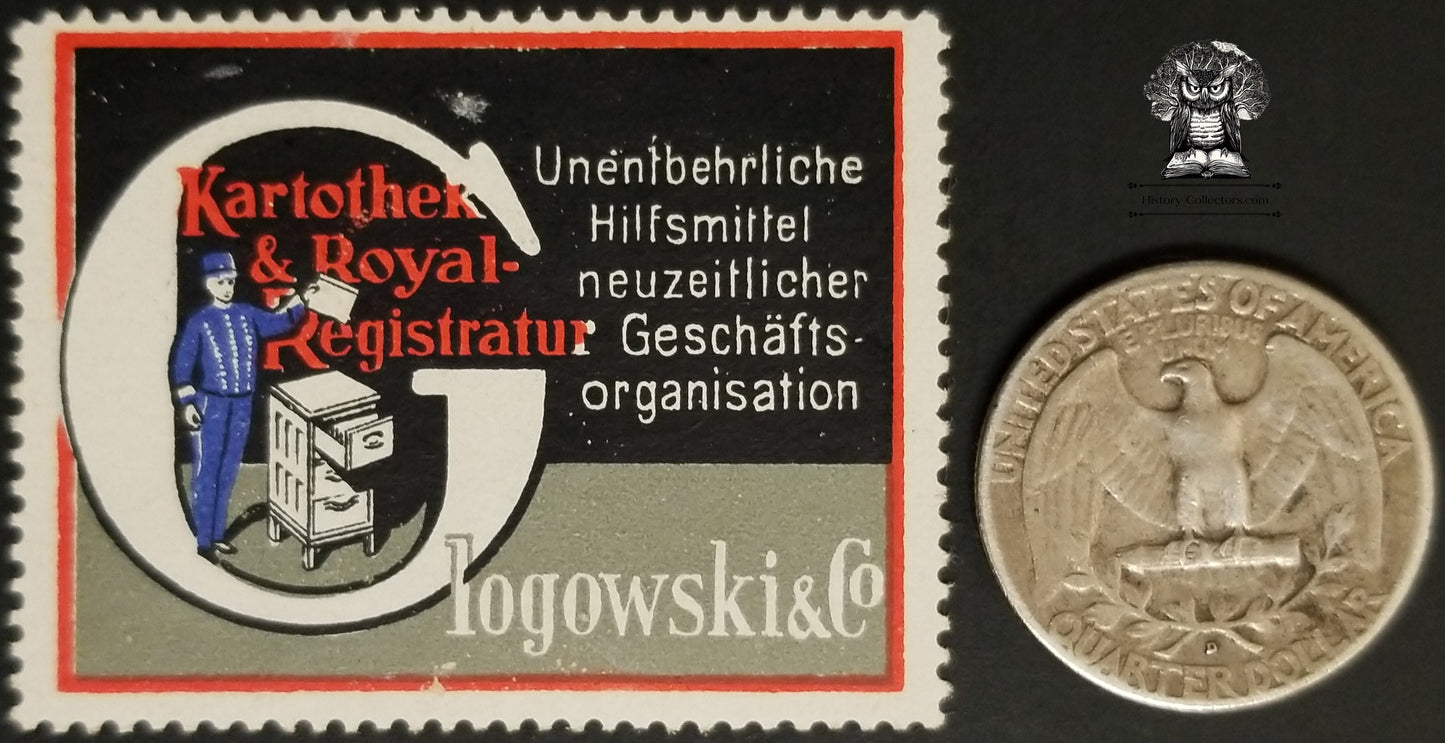 Kartothek
& Royal-
Registratur
Unentbehrliche
Hilfsmittel
neuzeitlicher
Geschäfts-
organisation
Glogowski & Co
History-Collectors.com
UNITED STATES OF AMERICA
E PLURIBUS
UNUM
D
QUARTER DOLLAR